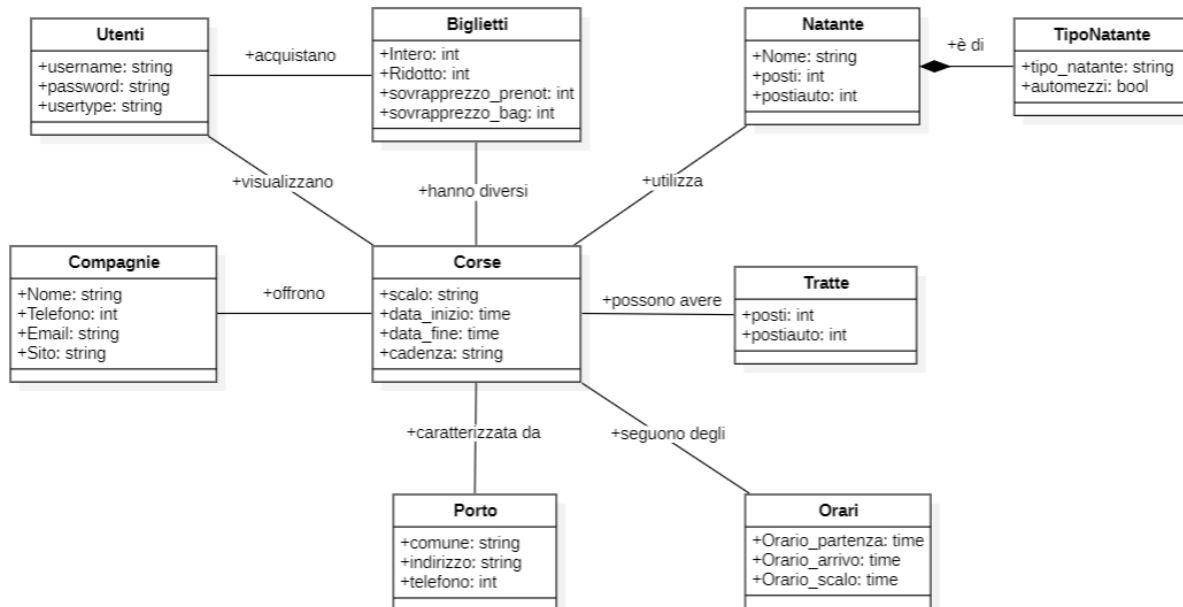 Utenti
+username: string
+password: string
+usertype: string
+acquistano
Biglietti
+Intero: int
+Ridotto: int
+sovrapprezzo_prenot: int
+sovrapprezzo_bag: int
Natante
+Nome: string
+posti: int
+postiauto: int
+è di
TipoNatante
+tipo_natante: string
+automezzi: bool
+visualizzano
+hanno diversi
+utilizza
Compagnie
+Nome: string
+Telefono: int
+Email: string
+Sito: string
+offrono
Corse
+scalo: string
+data_inizio: time
+data_fine: time
+cadenza: string
+possono avere
Tratte
+posti: int
+postiauto: int
+caratterizzata da
+seguono degli
Porto
+comune: string
+indirizzo: string
+telefono: int
Orari
+Orario_partenza: time
+Orario_arrivo: time
+Orario_scalo: time